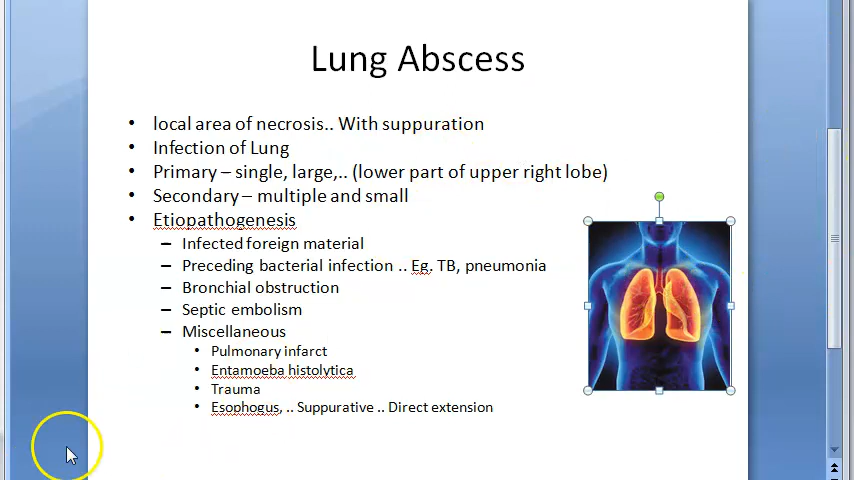 Lung Abscess
• local area of necrosis.. With suppuration
• Infection of Lung
• Primary – single, large,.. (lower part of upper right lobe)
• Secondary – multiple and small
• Etiopathogenesis
– Infected foreign material
– Preceding bacterial infection .. Eg. TB, pneumonia
– Bronchial obstruction
– Septic embolism
– Miscellaneous
• Pulmonary infarct
• Entamoeba histolytica
• Trauma
• Esophogus, .. Suppurative .. Direct extension